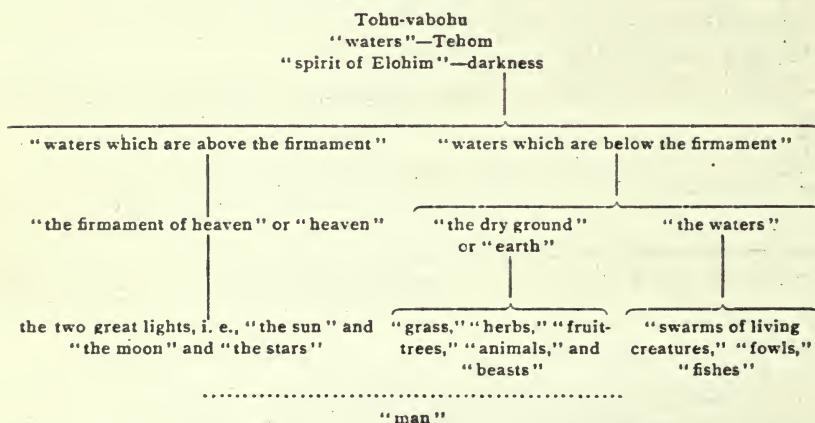 Tohu-vabohu
"waters"—Tehom
"spirit of Elohim"—darkness
"waters which are above the firmament"
"waters which are below the firmament"
"the firmament of heaven" or "heaven"
"the dry ground"
or "earth"
"the waters".
the two great lights, i. e., "the sun" and
"the moon" and "the stars"
"grass," "herbs," "fruit-
trees," "animals," and
"beasts"
"swarms of living
creatures," "fowls,"
"fishes"
"man"